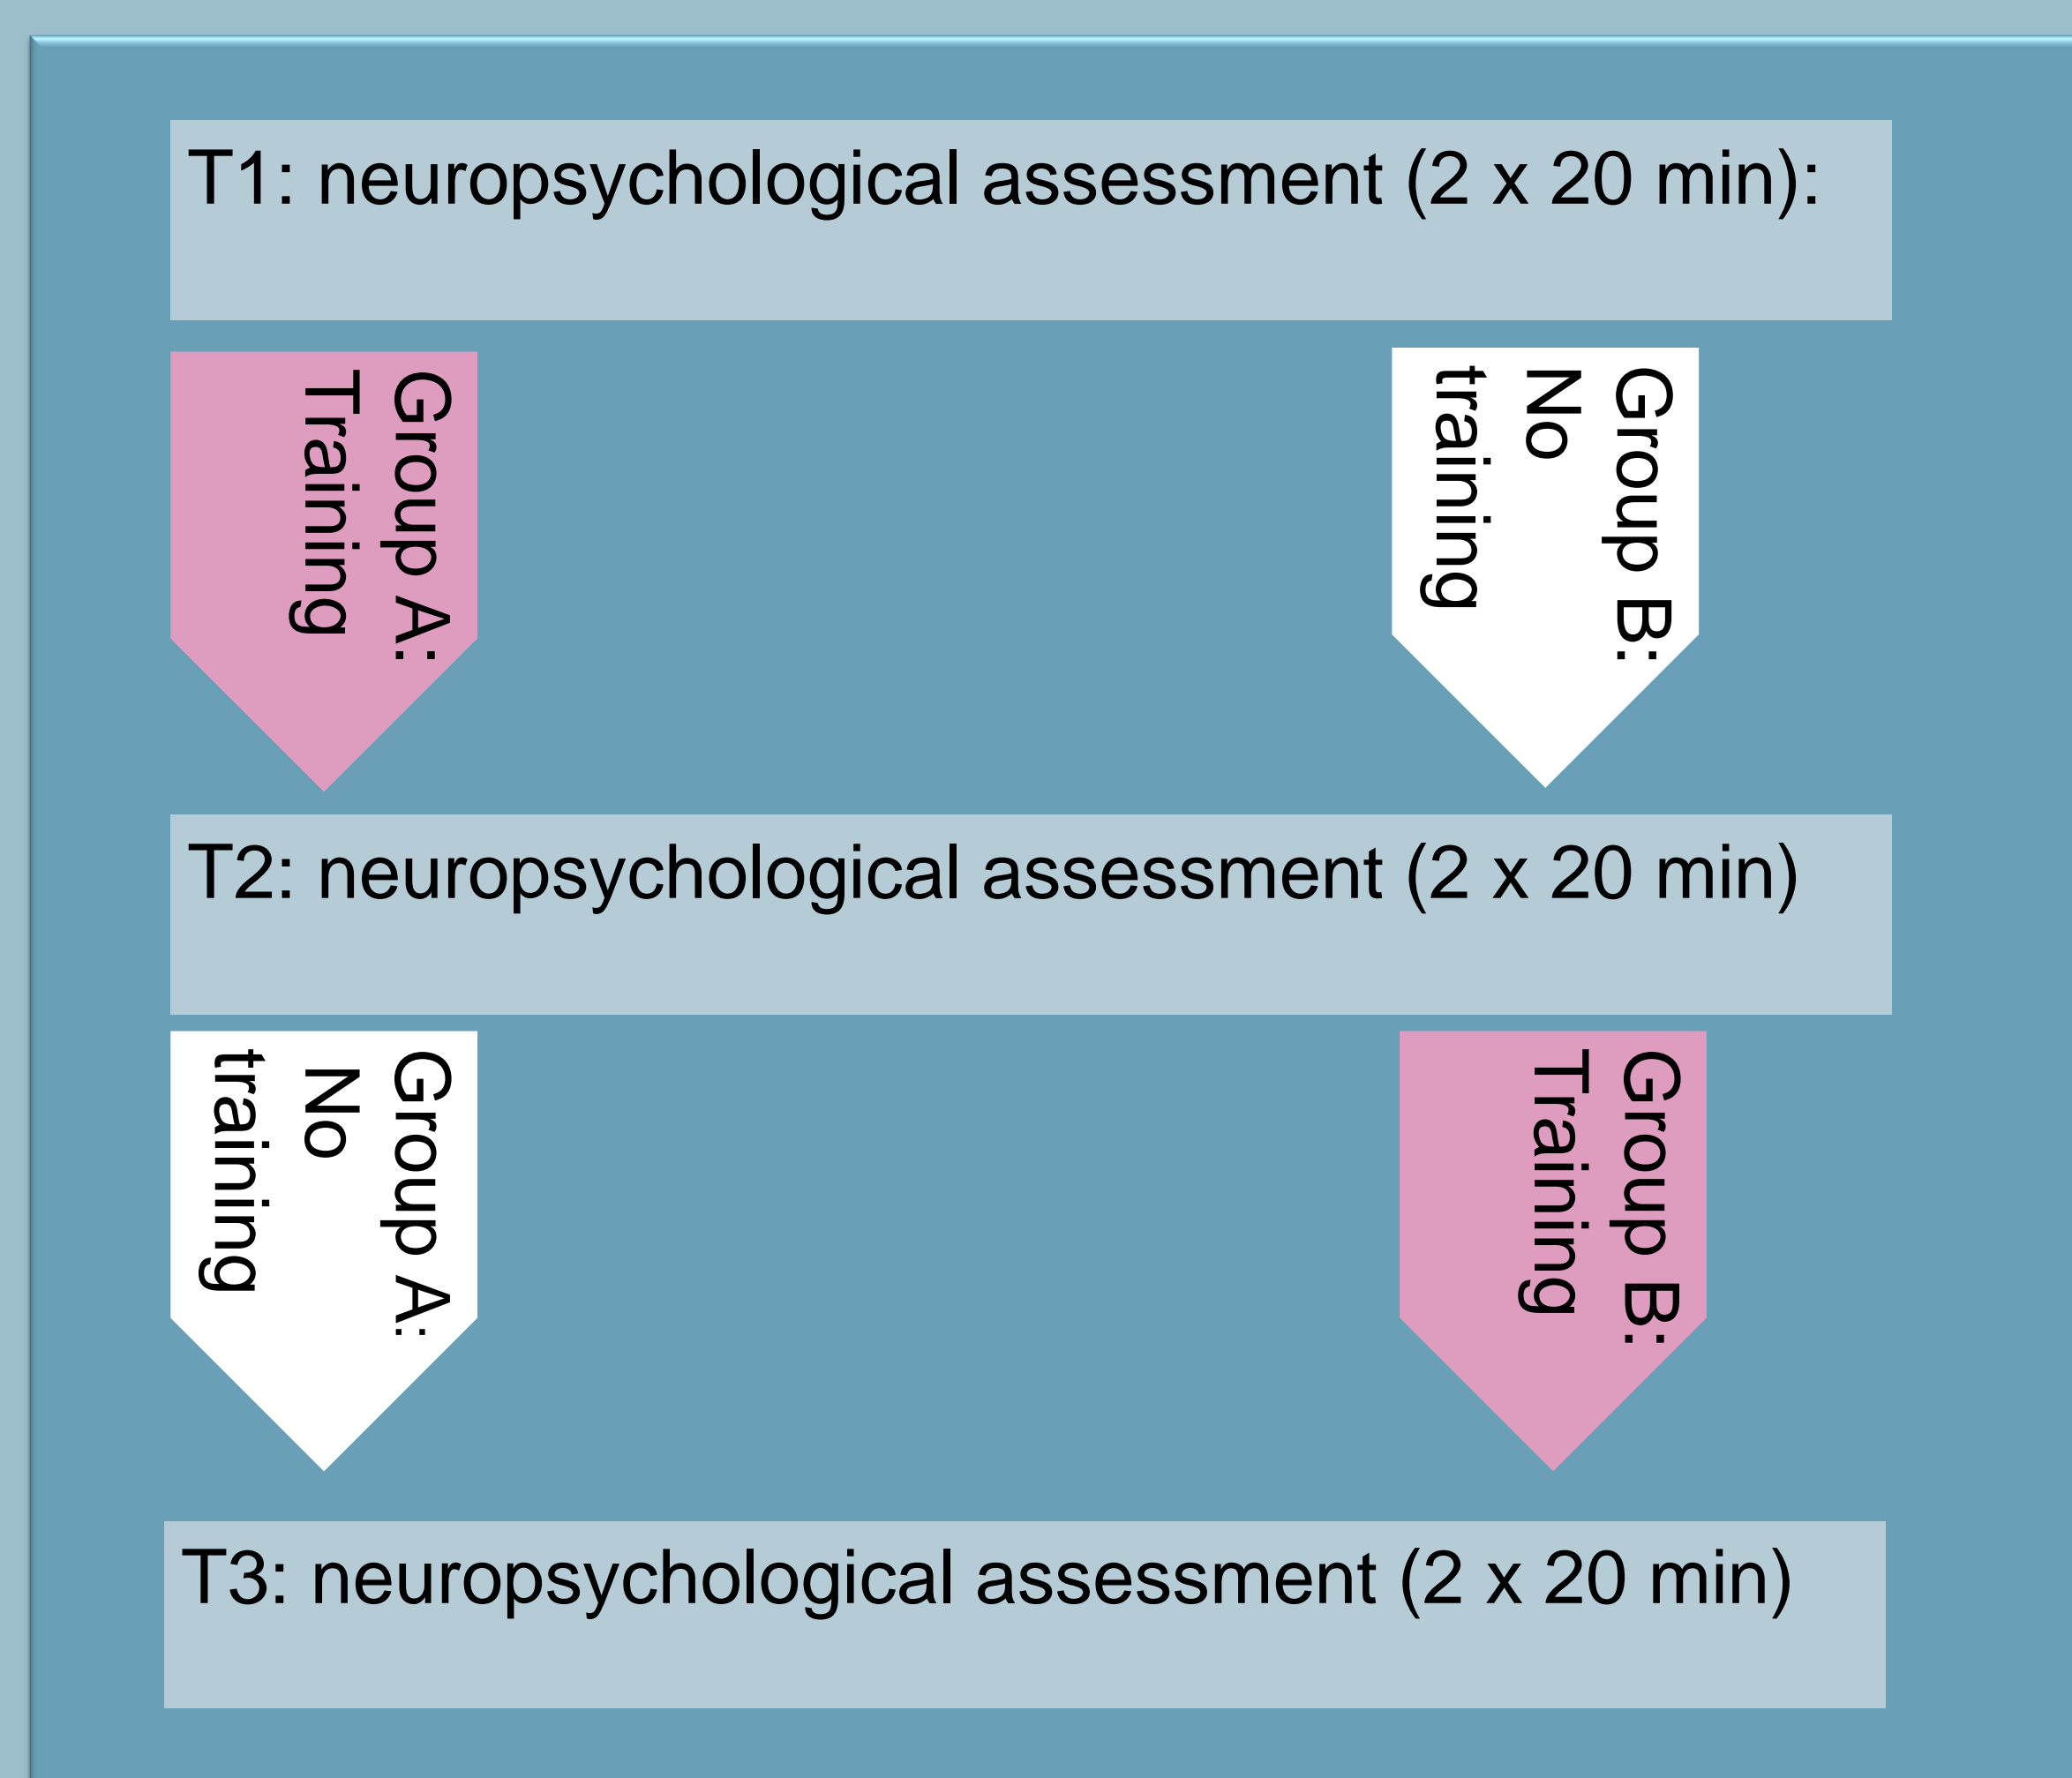 T1: neuropsychological assessment (2 x 20 min):
Group A:
Training
Group B:
No
training
T2: neuropsychological assessment (2 x 20 min)
Group A:
No
training
Group B:
Training
T3: neuropsychological assessment (2 x 20 min)